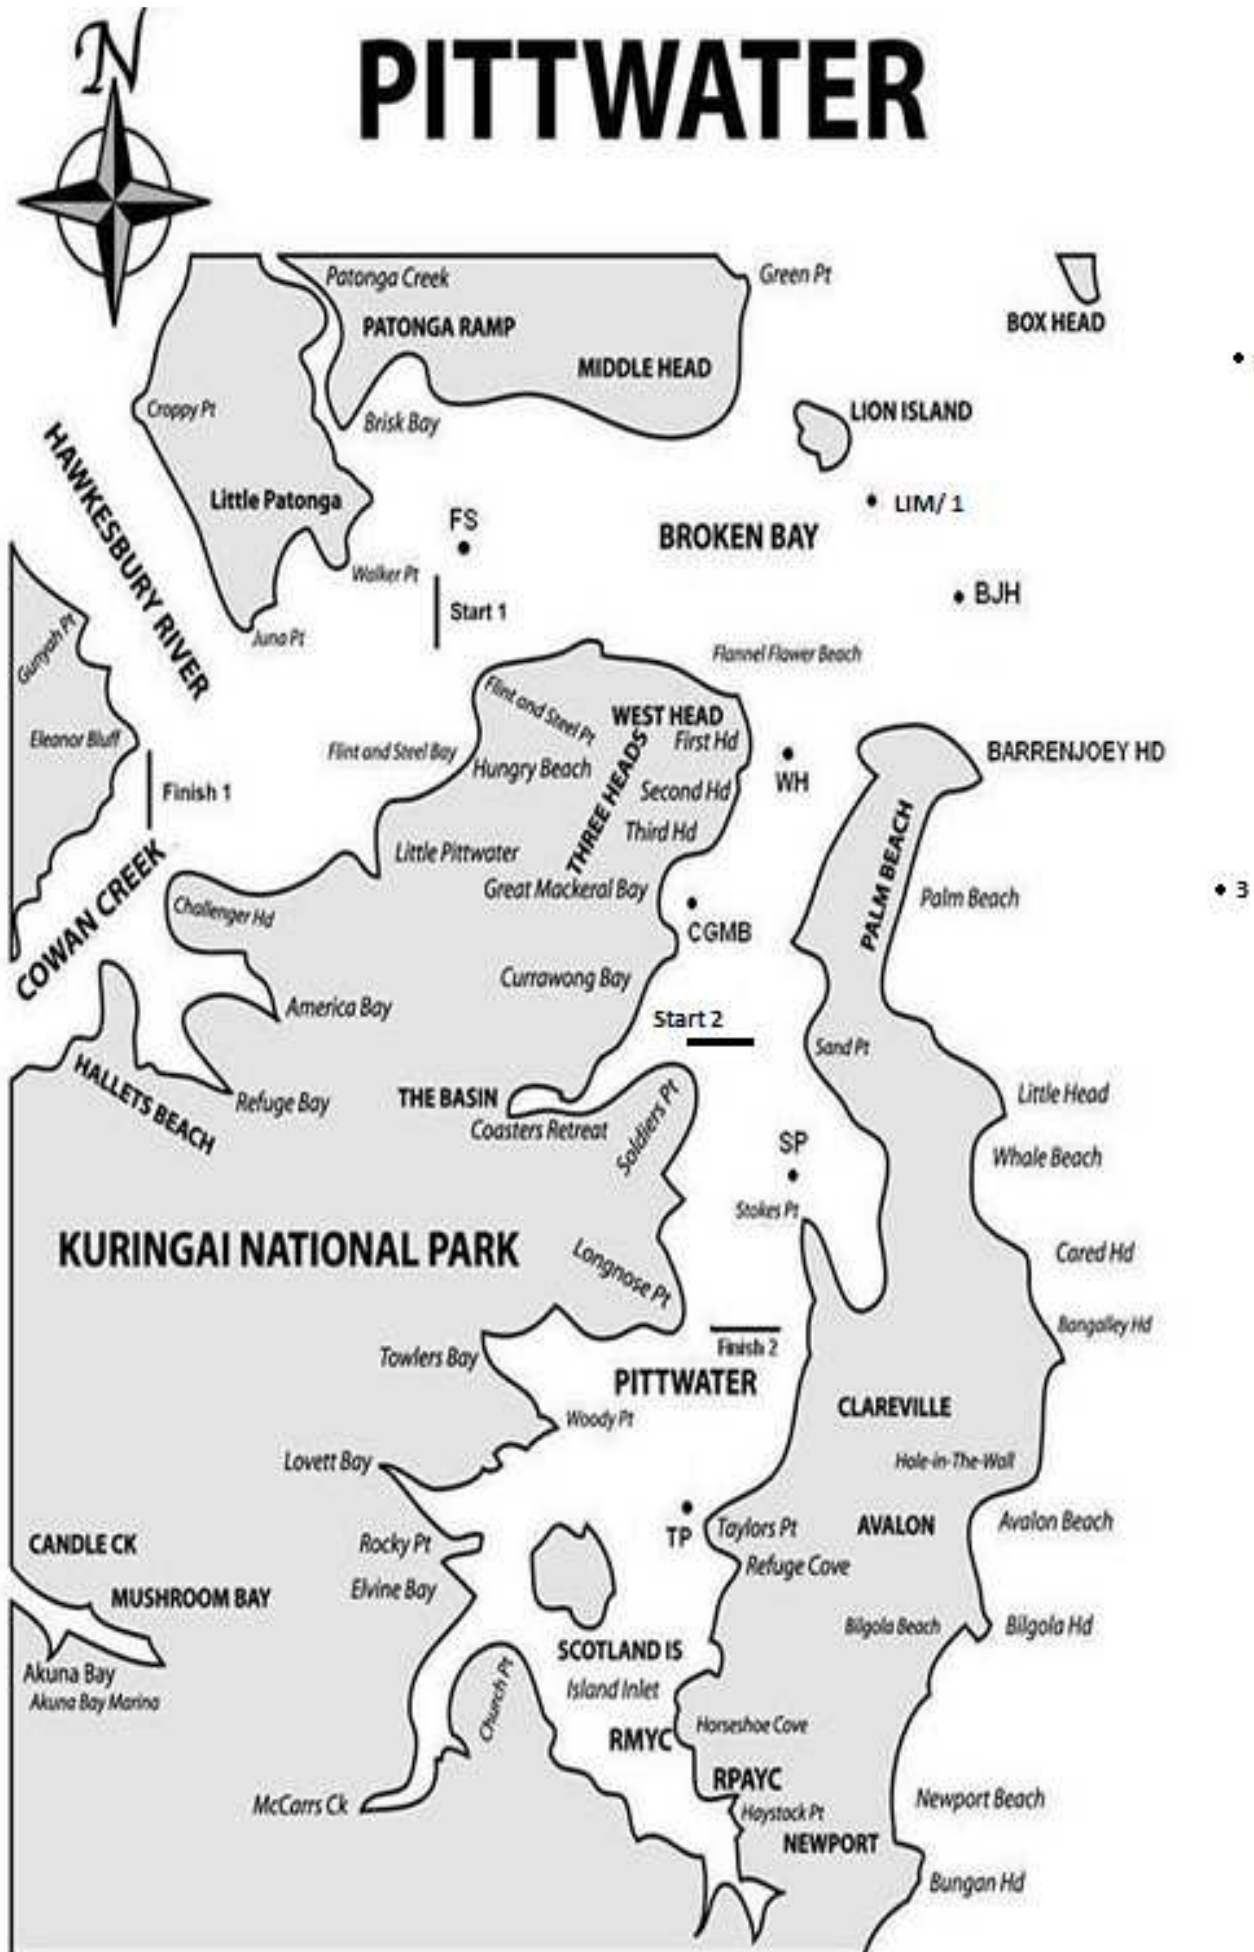 N
PITTWATER
Patonga Creek
Green Pt
PATONGA RAMP
BOX HEAD
MIDDLE HEAD
Croppy Pt
LION ISLAND
Brisk Bay
HAWKESBURY RIVER
Little Patonga
LIM/ 1
FS
BROKEN BAY
Walker Pt
BJH
Start 1
Gunyah Pt
Juna Pt
Flannel Flower Beach
Flint and Steel Pt
WEST HEAD
Eleanor Bluff
First Hd
Flint and Steel Bay
BARRENJOEY HD
Hungry Beach
THREE HEADS
WH
Finish 1
Second Hd
Third Hd
Little Pittwater
PALM BEACH
Great Mackeral Bay
3
Palm Beach
COWAN CREEK
Challenger Hd
CGMB
Currawong Bay
America Bay
Start 2
Sand Pt
HALLETS BEACH
Refuge Bay
THE BASIN
Little Head
Coasters Retreat
Soldiers Pt
SP
Whale Beach
Stokes Pt
KURINGAI NATIONAL PARK
Longnose Pt
Cared Hd
Bangalley Hd
Finish 2
Towlers Bay
PITTWATER
CLAREVILLE
Woody Pt
Lovett Bay
Hole-in-The-Wall
TP
Taylors Pt
AVALON
Avalon Beach
CANDLE CK
Rocky Pt
Refuge Cove
Elvine Bay
MUSHROOM BAY
Bilgola Beach
Bilgola Hd
SCOTLAND IS
Akuna Bay
Island Inlet
Akuna Bay Marina
Church Pt
Horseshoe Cove
RMYC
RPAYC
McCarrs Ck
Haystack Pt
Newport Beach
NEWPORT
Bungan Hd